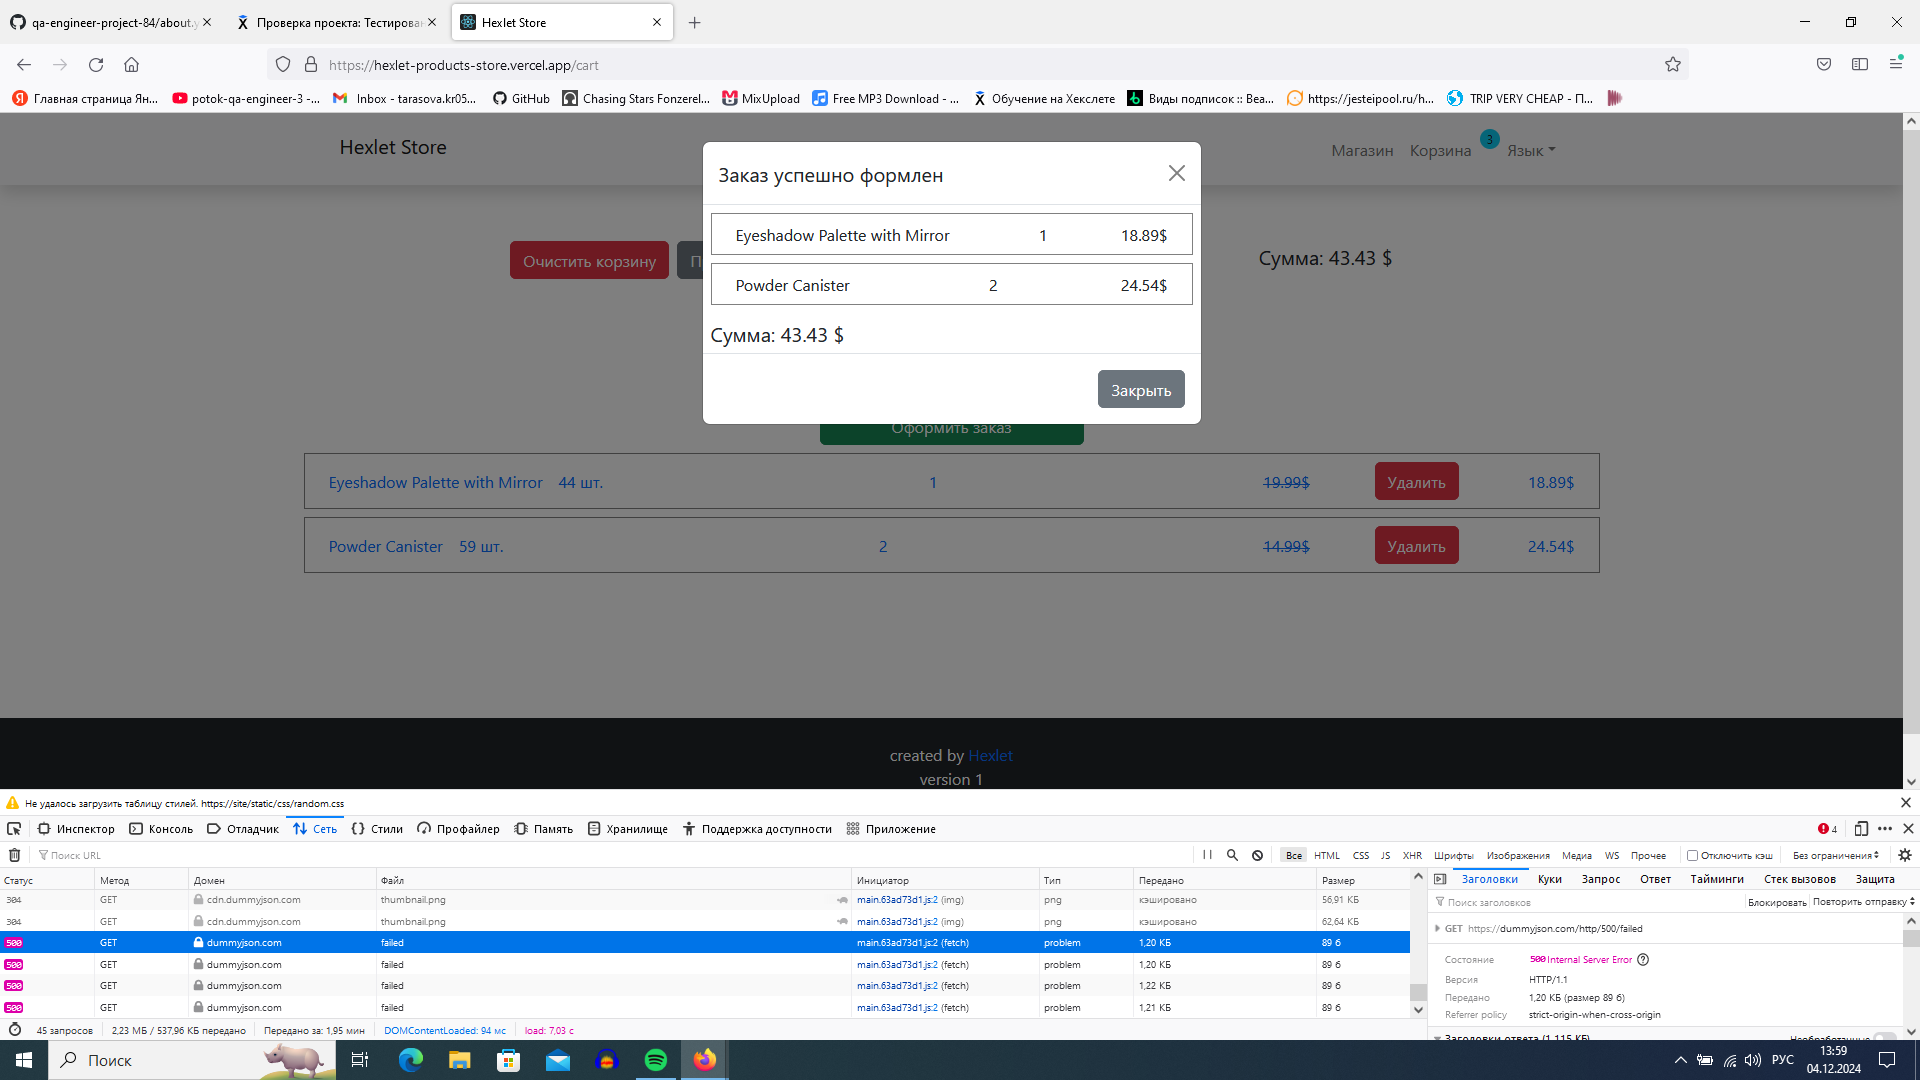 qa-engineer-project-84/about.y
Проверка проекта: Тестирован
Hexlet Store
https://hexlet-products-store.vercel.app/cart
Главная страница Ян...
potok-qa-engineer-3 -...
Inbox - tarasova.kr05...
GitHub
Chasing Stars Fonzerel...
MixUpload
Free MP3 Download - ...
Обучение на Хекслете
Виды подписок :: Bea...
https://jesteipool.ru/h...
TRIP VERY CHEAP - П...
Hexlet Store
Магазин
Корзина
3
Язык
Заказ успешно формлен
Eyeshadow Palette with Mirror 1 18.89$
Powder Canister 2 24.54$
Сумма: 43.43 $
Закрыть
Очистить корзину
П
Сумма: 43.43 $
Оформить заказ
Eyeshadow Palette with Mirror 44 шт. 1 19.99$ Удалить 18.89$
Powder Canister 59 шт. 2 14.99$ Удалить 24.54$
created by Hexlet
version 1
Не удалось загрузить таблицу стилей. https://site/static/css/random.css
Инспектор Консоль Отладчик Сеть Стили Профайлер Память Хранилище Поддержка доступности Приложение 4
Поиск URL
Все HTML CSS JS XHR Шрифты Изображения Медиа WS Прочее Отключить кэш Без ограничения
Статус Метод Домен Файл Инициатор Тип Передано Размер
304 GET cdn.dummyjson.com thumbnail.png main.63ad73d1.js:2 (img) png кэшировано 56,91 КБ
304 GET cdn.dummyjson.com thumbnail.png main.63ad73d1.js:2 (img) png кэшировано 62,64 КБ
500 GET dummyjson.com failed main.63ad73d1.js:2 (fetch) problem 1,20 КБ 89 б
500 GET dummyjson.com failed main.63ad73d1.js:2 (fetch) problem 1,20 КБ 89 б
500 GET dummyjson.com failed main.63ad73d1.js:2 (fetch) problem 1,22 КБ 89 б
500 GET dummyjson.com failed main.63ad73d1.js:2 (fetch) problem 1,21 КБ 89 б
45 запросов 2,23 МБ / 537,96 КБ передано Передано за: 1,95 мин DOMContentLoaded: 94 мс load: 7,03 с
Заголовки Куки Запрос Ответ Тайминги Стек вызовов Защита
Поиск заголовков Блокировать Повторить отправку
GET https://dummyjson.com/http/500/failed
Состояние 500 Internal Server Error
Версия HTTP/1.1
Передано 1,20 КБ (размер 89 б)
Referrer policy strict-origin-when-cross-origin
Заголовки ответа (1,115 КБ) Необработанные
Поиск
РУС
13:59
04.12.2024